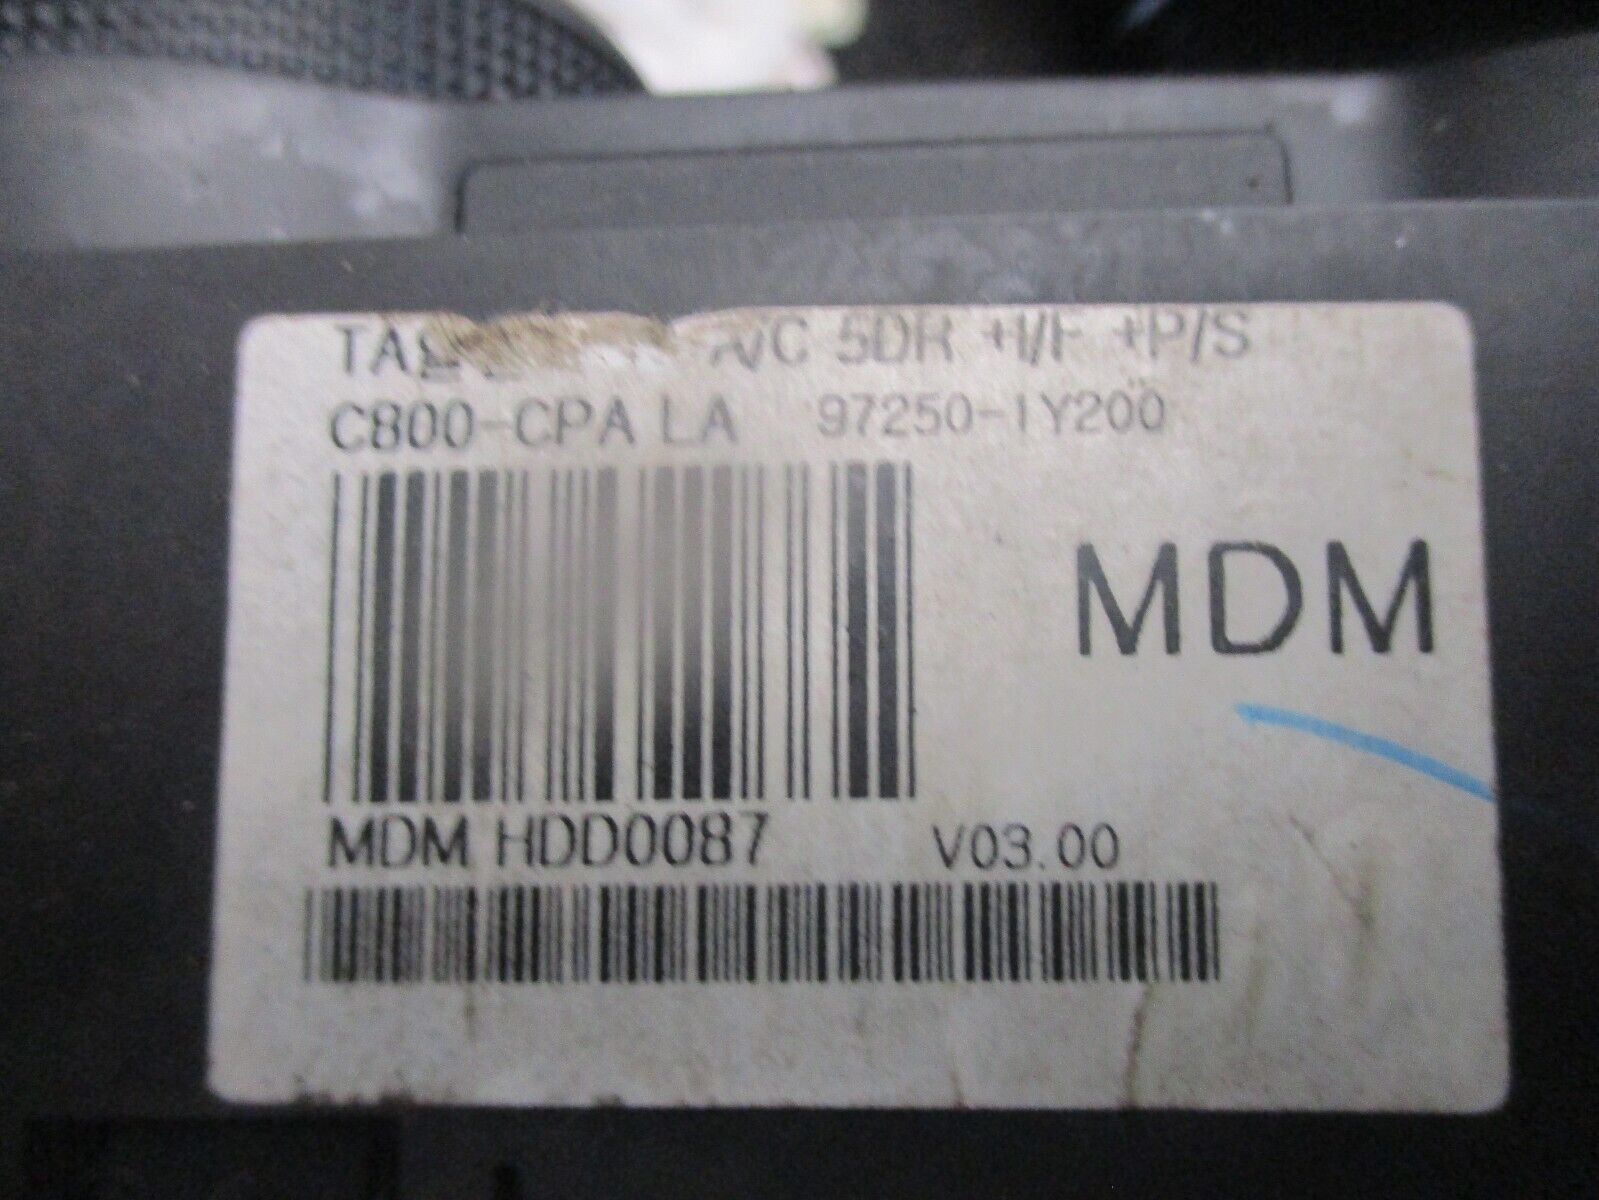 A/C 5DR +I/F +P/S
C800-CPA LA 97250-1Y200
MDM
MDM HDD0087 V03.00